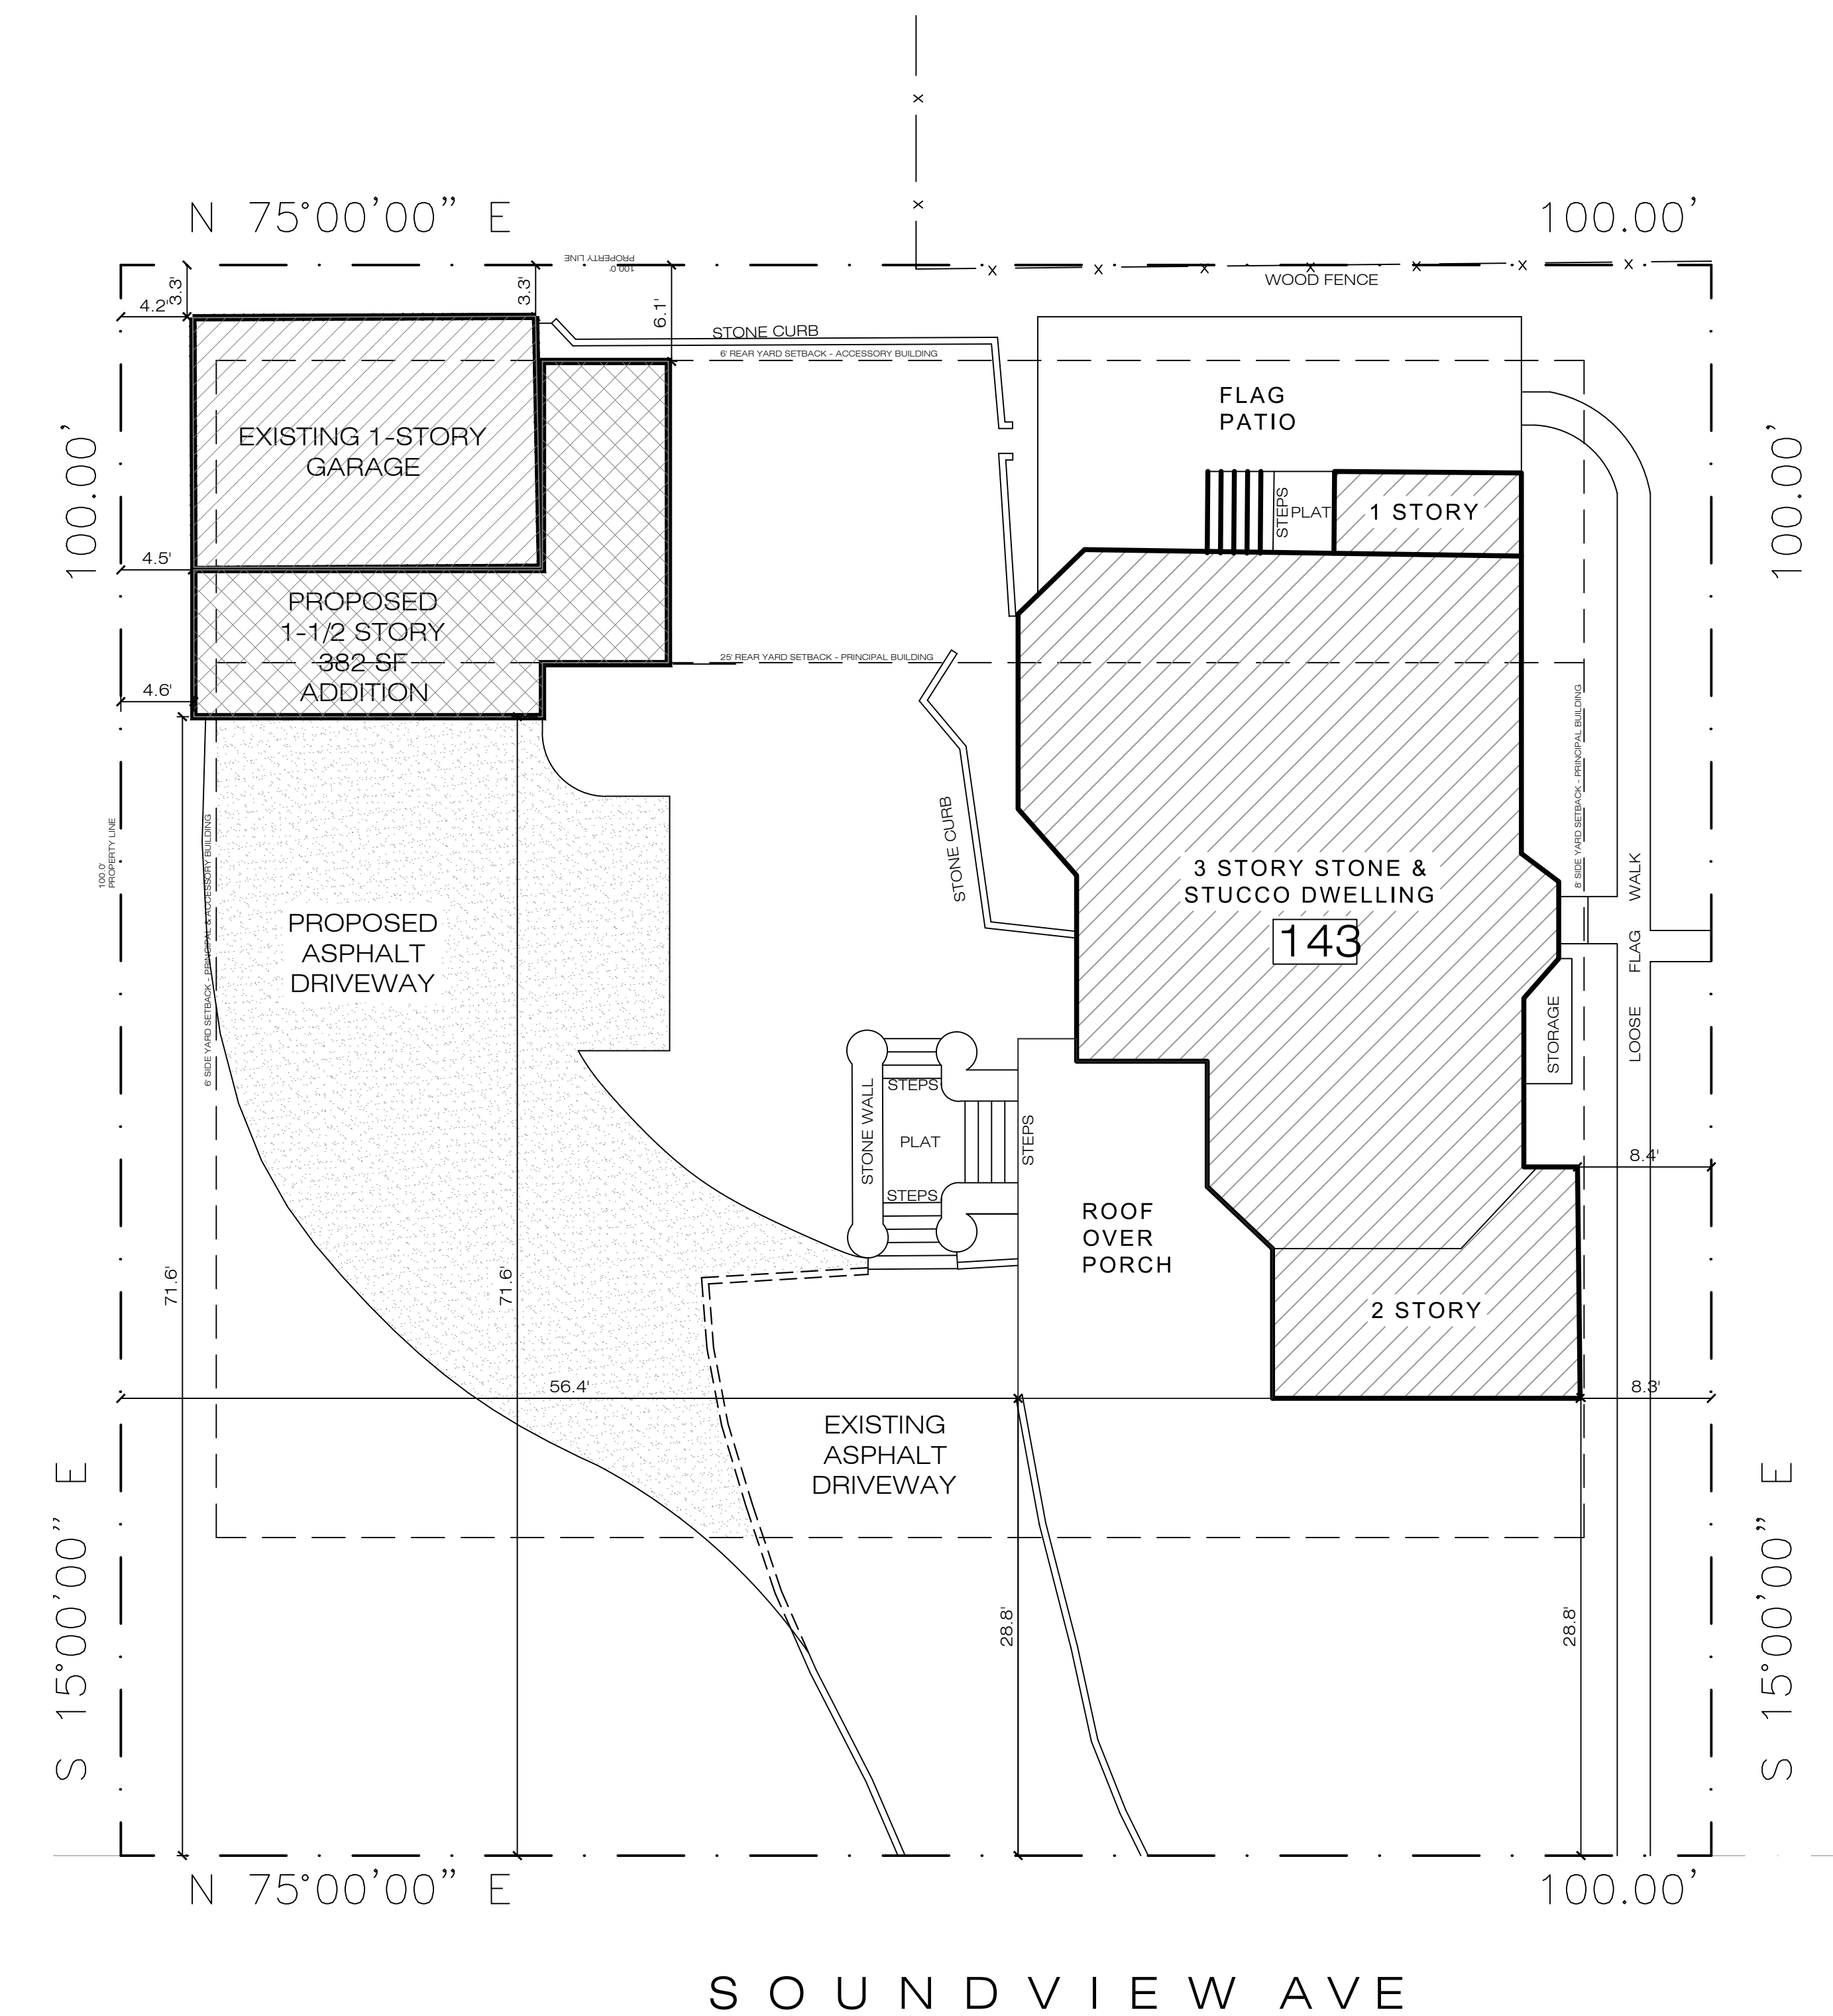 x
x
N 75°00'00" E
100.00'
100.0'
PROPERTY LINE
x x x x x x x
WOOD FENCE
3.3'
3.3'
4.2'
6.1'
STONE CURB
6' REAR YARD SETBACK - ACCESSORY BUILDING
FLAG
PATIO
EXISTING 1-STORY
GARAGE
100.00'
100.00'
STEPS
PLAT
1 STORY
4.5'
PROPOSED
1-1/2 STORY
382 SF
ADDITION
25' REAR YARD SETBACK - PRINCIPAL BUILDING
4.6'
8' SIDE YARD SETBACK - PRINCIPAL BUILDING
100.0'
PROPERTY LINE
6' SIDE YARD SETBACK - PRINCIPAL & ACCESSORY BUILDING
STONE CURB
3 STORY STONE &
STUCCO DWELLING
143
LOOSE FLAG WALK
PROPOSED
ASPHALT
DRIVEWAY
STORAGE
STEPS
STONE WALL
PLAT
STEPS
STEPS
8.4'
ROOF
OVER
PORCH
71.6'
71.6'
2 STORY
56.4'
8.3'
EXISTING
ASPHALT
DRIVEWAY
S 15°00'00" E
S 15°00'00" E
28.8'
28.8'
N 75°00'00" E
100.00'
SOUNDVIEW AVE